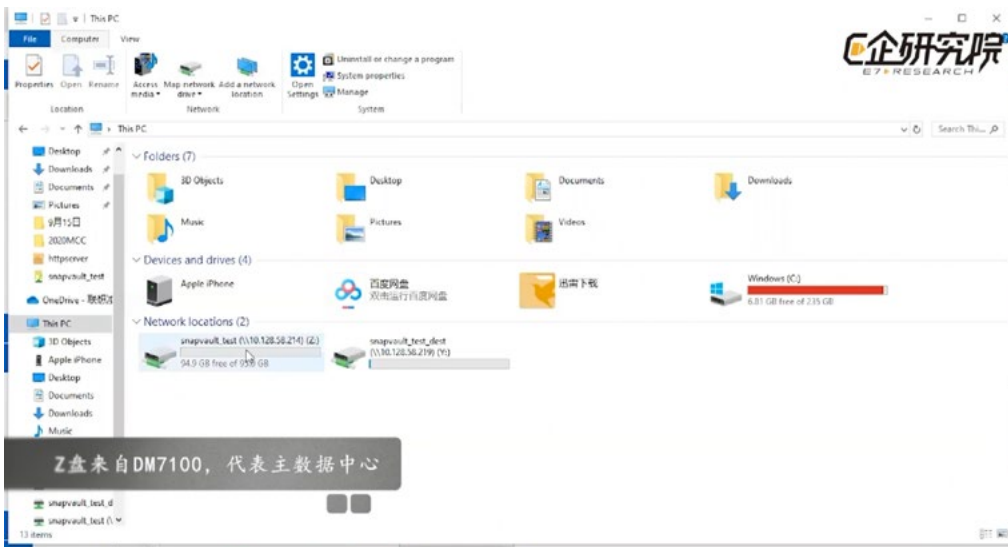 This PC
File
Computer
View
Properties
Open
Rename
Access media
Map network drive
Add a network location
Open Settings
Uninstall or change a program
System properties
Manage
Location
Network
System
E企研究院
E7 RESEARCH
This PC
Search Thi...
Desktop
Downloads
Documents
Pictures
9月15日
2020MCC
httpserver
snapvault_test
OneDrive - 联想
This PC
3D Objects
Apple iPhone
Desktop
Documents
Downloads
Music
snapvault_test_d
snapvault_test (\
Folders (7)
3D Objects
Desktop
Documents
Downloads
Music
Pictures
Videos
Devices and drives (4)
Apple iPhone
百度网盘
双击运行百度网盘
迅雷下载
Windows (C:)
6.81 GB free of 235 GB
Network locations (2)
snapvault_test (\\10.128.58.214) (Z:)
94.9 GB free of 95.0 GB
snapvault_test_dest
(\\10.128.58.219) (Y:)
Z盘来自DM7100，代表主数据中心
13 items